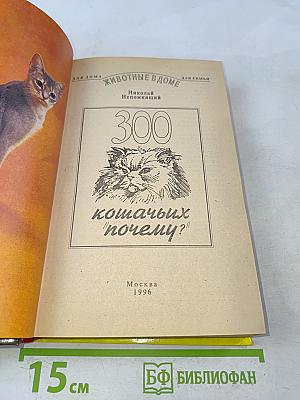 ДЛЯ ДОМА ЖИВОТНЫЕ В ДОМЕ ДЛЯ СЕМЬИ
Николай
Непомнящий
300
кошачьих
"почему?"
Москва
1996
15 см
БФ БИБЛИОФАН